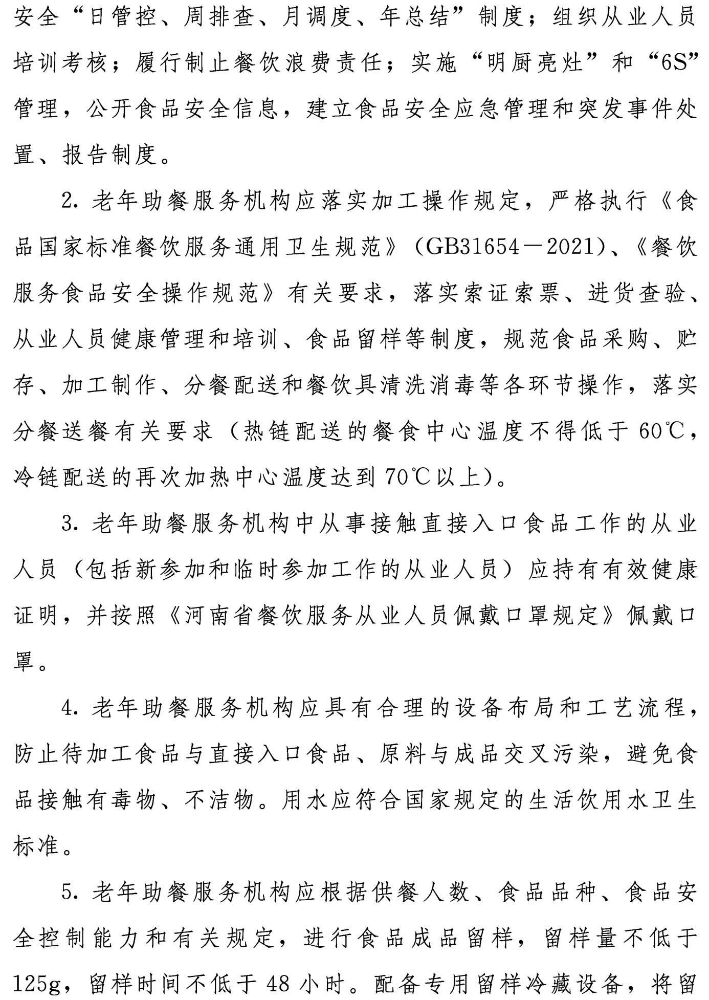 安全“日管控、周排查、月调度、年总结”制度；组织从业人员
培训考核；履行制止餐饮浪费责任；实施“明厨亮灶”和“6S”
管理，公开食品安全信息，建立食品安全应急管理和突发事件处
置、报告制度。
2. 老年助餐服务机构应落实加工操作规定，严格执行《食
品国家标准餐饮服务通用卫生规范》（GB31654－2021）、《餐饮
服务食品安全操作规范》有关要求，落实索证索票、进货查验、
从业人员健康管理和培训、食品留样等制度，规范食品采购、贮
存、加工制作、分餐配送和餐饮具清洗消毒等各环节操作，落实
分餐送餐有关要求（热链配送的餐食中心温度不得低于 60℃，
冷链配送的再次加热中心温度达到 70℃以上）。
3. 老年助餐服务机构中从事接触直接入口食品工作的从业
人员（包括新参加和临时参加工作的从业人员）应持有有效健康
证明，并按照《河南省餐饮服务从业人员佩戴口罩规定》佩戴口
罩。
4. 老年助餐服务机构应具有合理的设备布局和工艺流程，
防止待加工食品与直接入口食品、原料与成品交叉污染，避免食
品接触有毒物、不洁物。用水应符合国家规定的生活饮用水卫生
标准。
5. 老年助餐服务机构应根据供餐人数、食品品种、食品安
全控制能力和有关规定，进行食品成品留样，留样量不低于
125g，留样时间不低于 48 小时。配备专用留样冷藏设备，将留